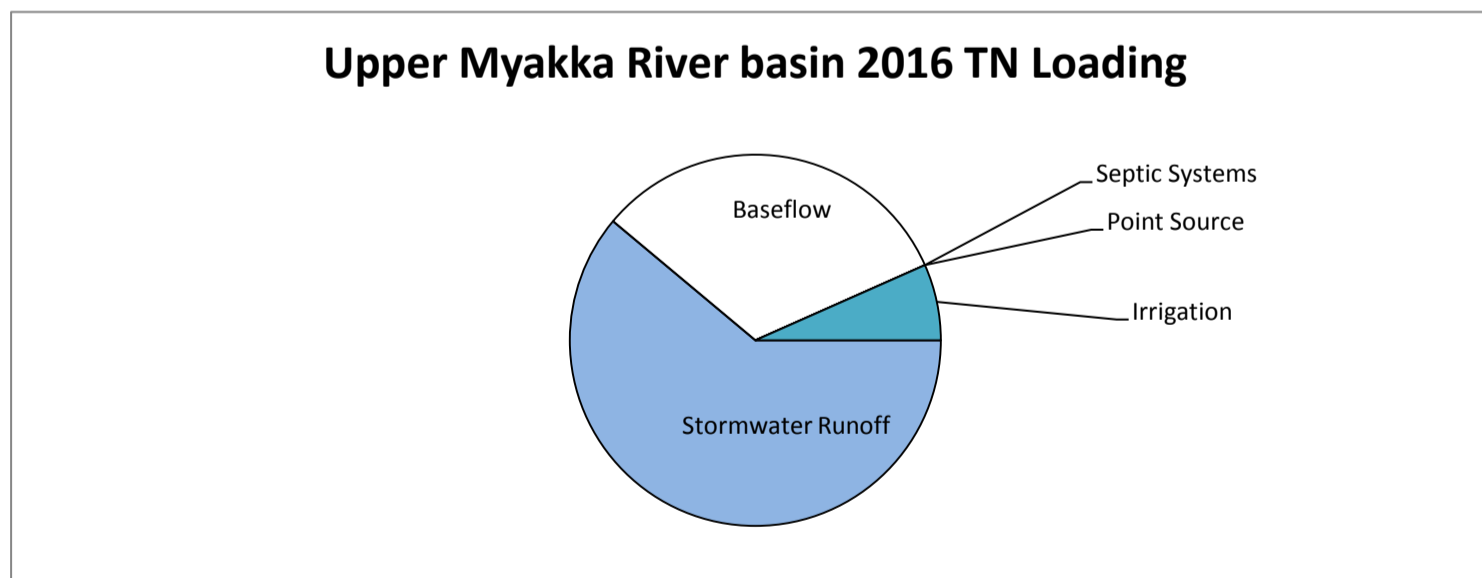 Upper Myakka River basin 2016 TN Loading
Septic Systems
Baseflow
Point Source
Irrigation
Stormwater Runoff